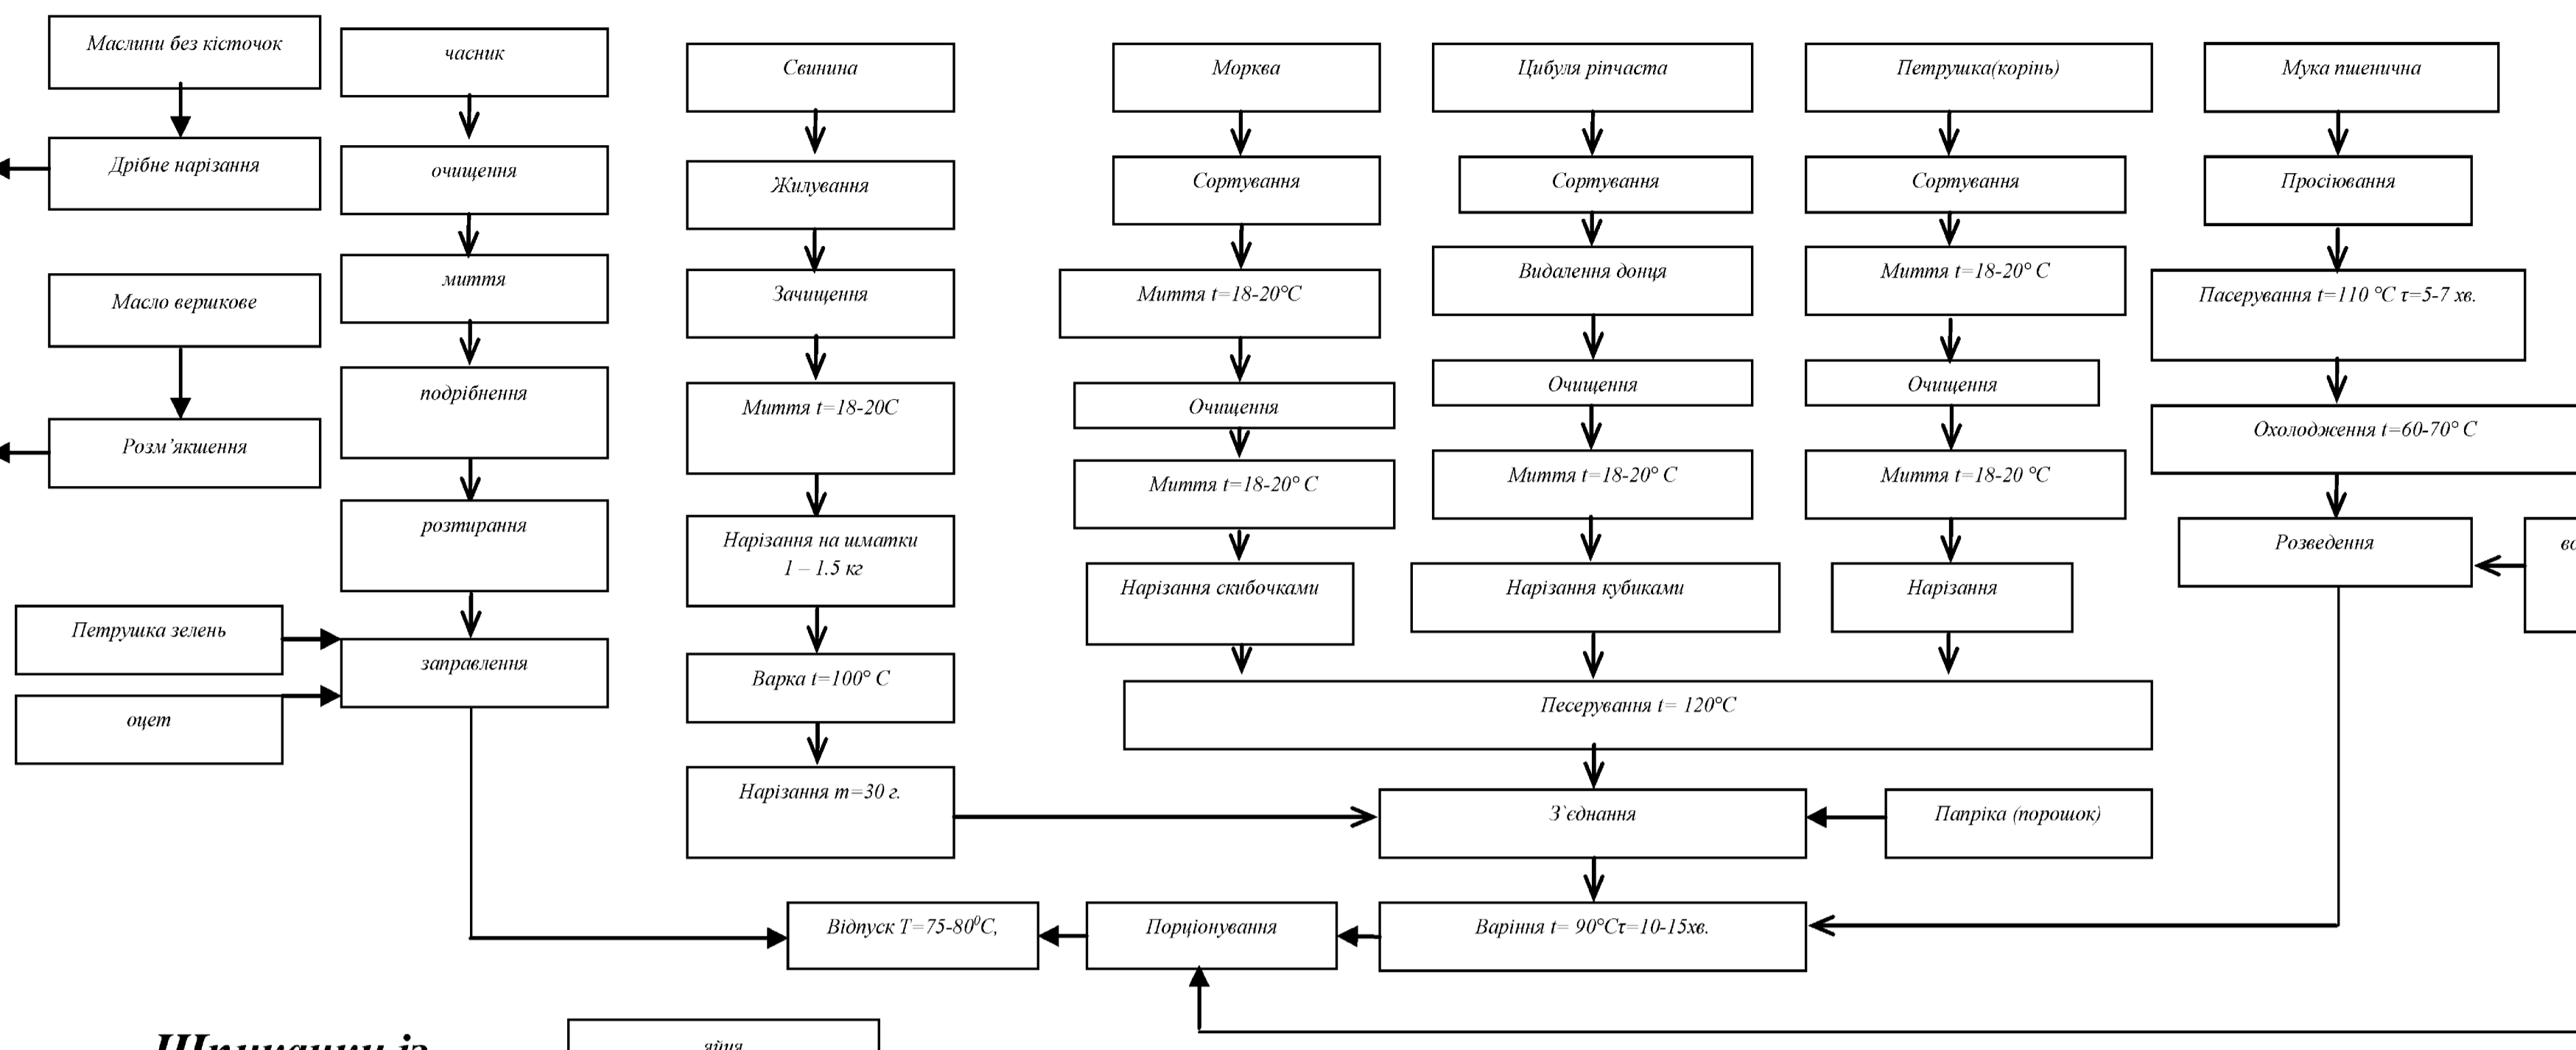 Маслини без кісточок
Дрібне нарізання
Масло вершкове
Розм’якшення
Петрушка зелень
оцет
часник
очищення
миття
подрібнення
розтирання
заправлення
Свинина
Жилування
Зачищення
Миття t=18-20С
Нарізання на шматки
1 – 1.5 кг
Варка t=100° С
Нарізання m=30 г.
Морква
Сортування
Миття t=18-20°С
Очищення
Миття t=18-20° С
Нарізання скибочками
Цибуля ріпчаста
Сортування
Видалення донця
Очищення
Миття t=18-20° С
Нарізання кубиками
Петрушка(корінь)
Сортування
Миття t=18-20° С
Очищення
Миття t=18-20 °С
Нарізання
Мука пшенична
Просіювання
Пасерування t=110 °С τ=5-7 хв.
Охолодження t=60-70° С
Розведення
Песерування t= 120°С
З`єднання
Папріка (порошок)
Відпуск Т=75-80⁰С,
Порціонування
Варіння t= 90°Сτ=10-15хв.
яйця